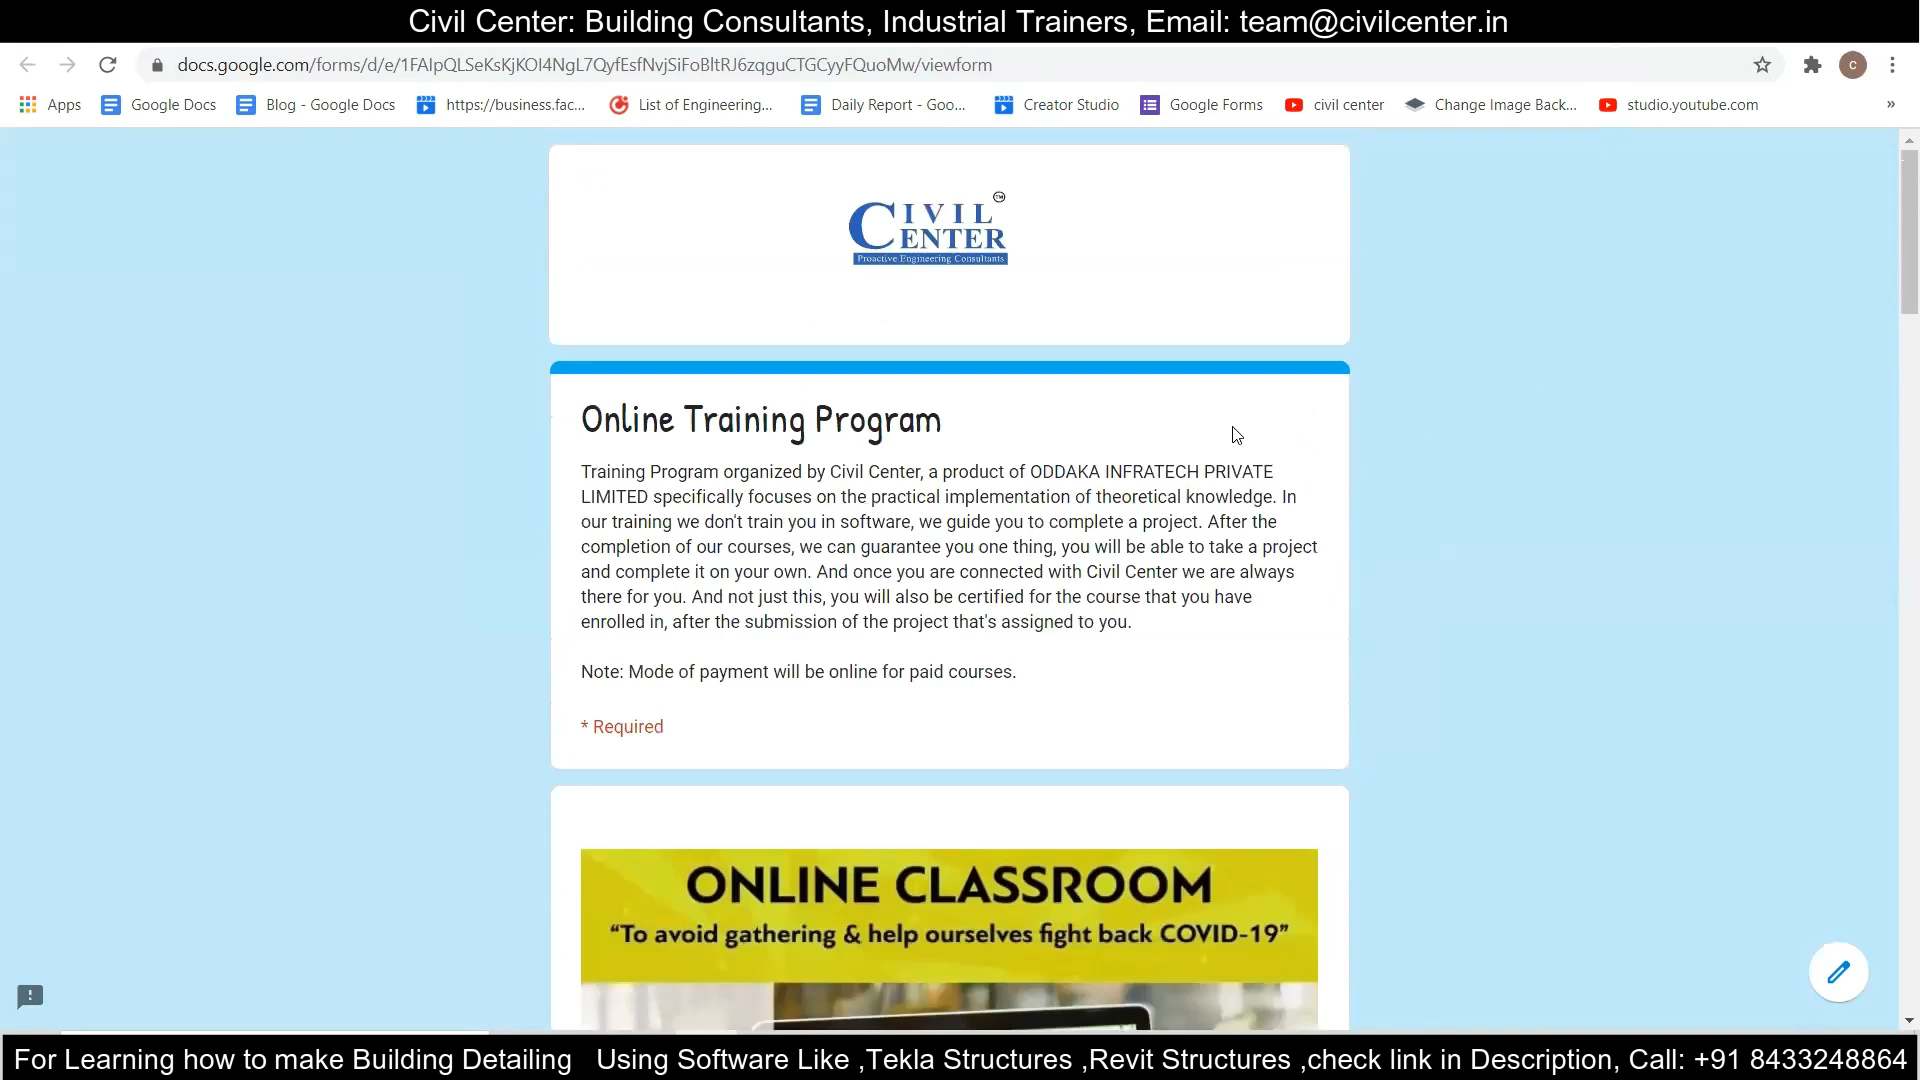 Civil Center: Building Consultants, Industrial Trainers, Email: team@civilcenter.in
docs.google.com/forms/d/e/1FAIpQLSeKsKjKOI4NgL7QyfEsfNvjSiFoBltRJ6zqguCTGCyyFQuoMw/viewform
C
Apps Google Docs Blog - Google Docs https://business.fac... List of Engineering... Daily Report - Goo... Creator Studio Google Forms civil center Change Image Back... studio.youtube.com »
CIVIL CENTER TM
Proactive Engineering Consultants
Online Training Program
Training Program organized by Civil Center, a product of ODDAKA INFRATECH PRIVATE
LIMITED specifically focuses on the practical implementation of theoretical knowledge. In
our training we don't train you in software, we guide you to complete a project. After the
completion of our courses, we can guarantee you one thing, you will be able to take a project
and complete it on your own. And once you are connected with Civil Center we are always
there for you. And not just this, you will also be certified for the course that you have
enrolled in, after the submission of the project that's assigned to you.
Note: Mode of payment will be online for paid courses.
* Required
ONLINE CLASSROOM
“To avoid gathering & help ourselves fight back COVID-19”
For Learning how to make Building Detailing Using Software Like ,Tekla Structures ,Revit Structures ,check link in Description, Call: +91 8433248864